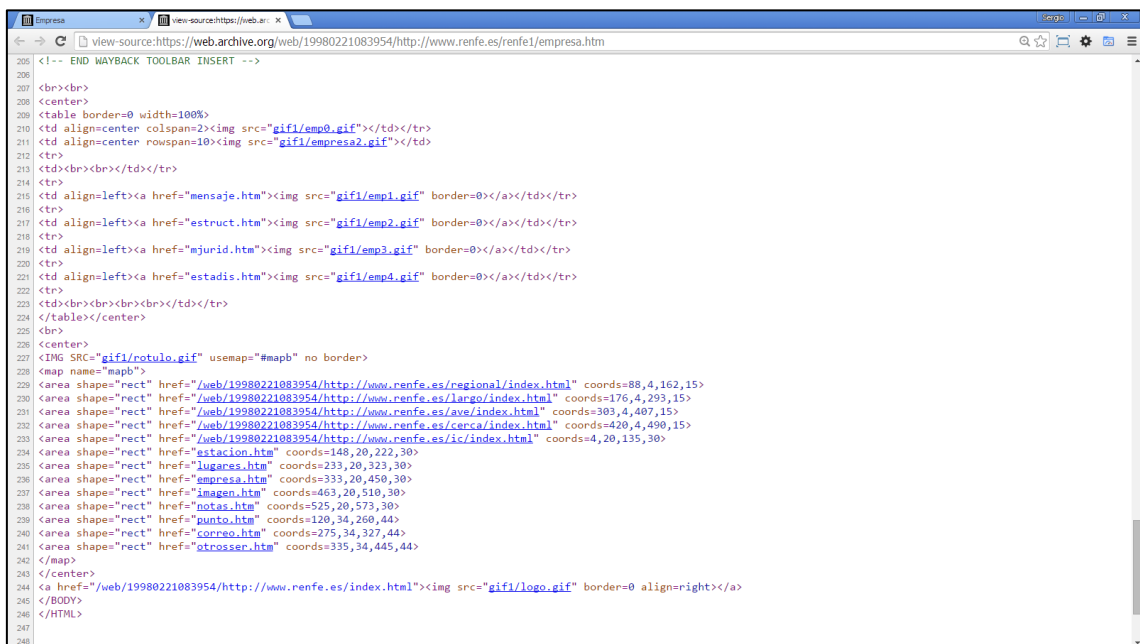 Empresa
view-source:https://web.arc
Sergio
view-source:https://web.archive.org/web/19980221083954/http://www.renfe.es/renfe1/empresa.htm
205 <!-- END WAYBACK TOOLBAR INSERT -->
206
207 <br><br>
208 <center>
209 <table border=0 width=100%>
210 <td align=center colspan=2><img src="gif1/emp0.gif"></td></tr>
211 <td align=center rowspan=10><img src="gif1/empresa2.gif"></td>
212 <tr>
213 <td><br><br></td></tr>
214 <tr>
215 <td align=left><a href="mensaje.htm"><img src="gif1/emp1.gif" border=0></a></td></tr>
216 <tr>
217 <td align=left><a href="estruct.htm"><img src="gif1/emp2.gif" border=0></a></td></tr>
218 <tr>
219 <td align=left><a href="mjurid.htm"><img src="gif1/emp3.gif" border=0></a></td></tr>
220 <tr>
221 <td align=left><a href="estadis.htm"><img src="gif1/emp4.gif" border=0></a></td></tr>
222 <tr>
223 <td><br><br><br><br></td></tr>
224 </table></center>
225 <br>
226 <center>
227 <IMG SRC="gif1/rotulo.gif" usemap="#mapb" no border>
228 <map name="mapb">
229 <area shape="rect" href="/web/19980221083954/http://www.renfe.es/regional/index.html" coords=88,4,162,15>
230 <area shape="rect" href="/web/19980221083954/http://www.renfe.es/largo/index.html" coords=176,4,293,15>
231 <area shape="rect" href="/web/19980221083954/http://www.renfe.es/ave/index.html" coords=303,4,407,15>
232 <area shape="rect" href="/web/19980221083954/http://www.renfe.es/cerca/index.html" coords=420,4,490,15>
233 <area shape="rect" href="/web/19980221083954/http://www.renfe.es/ic/index.html" coords=4,20,135,30>
234 <area shape="rect" href="estacion.htm" coords=148,20,222,30>
235 <area shape="rect" href="lugares.htm" coords=233,20,323,30>
236 <area shape="rect" href="empresa.htm" coords=333,20,450,30>
237 <area shape="rect" href="imagen.htm" coords=463,20,510,30>
238 <area shape="rect" href="notas.htm" coords=525,20,573,30>
239 <area shape="rect" href="punto.htm" coords=120,34,260,44>
240 <area shape="rect" href="correo.htm" coords=275,34,327,44>
241 <area shape="rect" href="otrosser.htm" coords=335,34,445,44>
242 </map>
243 </center>
244 <a href="/web/19980221083954/http://www.renfe.es/index.html"><img src="gif1/logo.gif" border=0 align=right></a>
245 </BODY>
246 </HTML>
247
248